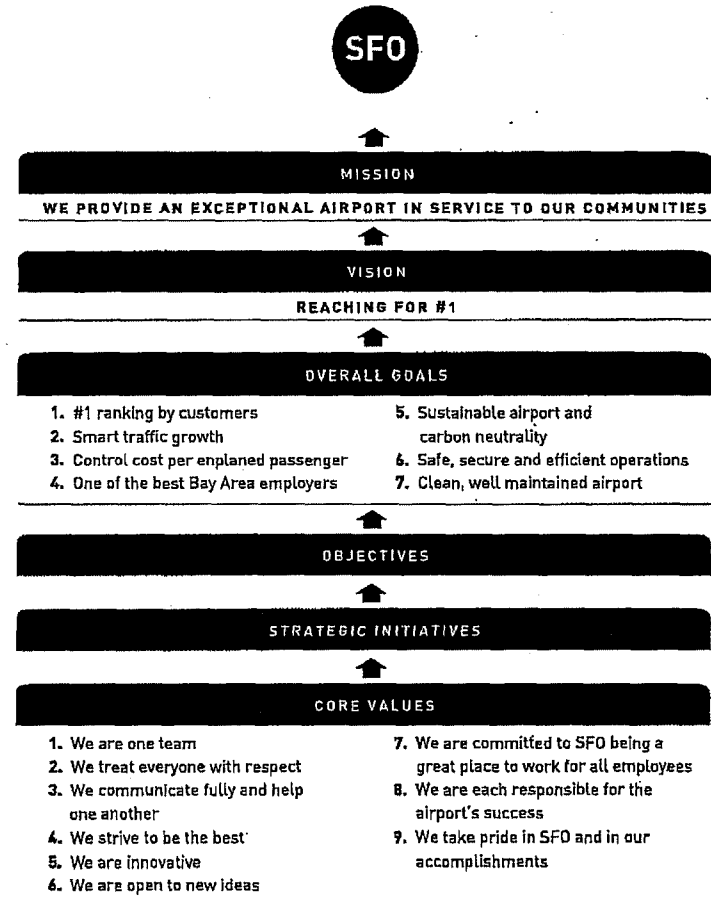 SFO
MISSION
WE PROVIDE AN EXCEPTIONAL AIRPORT IN SERVICE TO OUR COMMUNITIES
VISION
REACHING FOR #1
OVERALL GOALS
1. #1 ranking by customers
2. Smart traffic growth
3. Control cost per enplaned passenger
4. One of the best Bay Area employers
5. Sustainable airport and
carbon neutrality
6. Safe, secure and efficient operations
7. Clean, well maintained airport
OBJECTIVES
STRATEGIC INITIATIVES
CORE VALUES
1. We are one team
2. We treat everyone with respect
3. We communicate fully and help
one another
4. We strive to be the best
5. We are innovative
6. We are open to new ideas
7. We are committed to SFO being a
great place to work for all employees
8. We are each responsible for the
airport's success
9. We take pride in SFO and in our
accomplishments